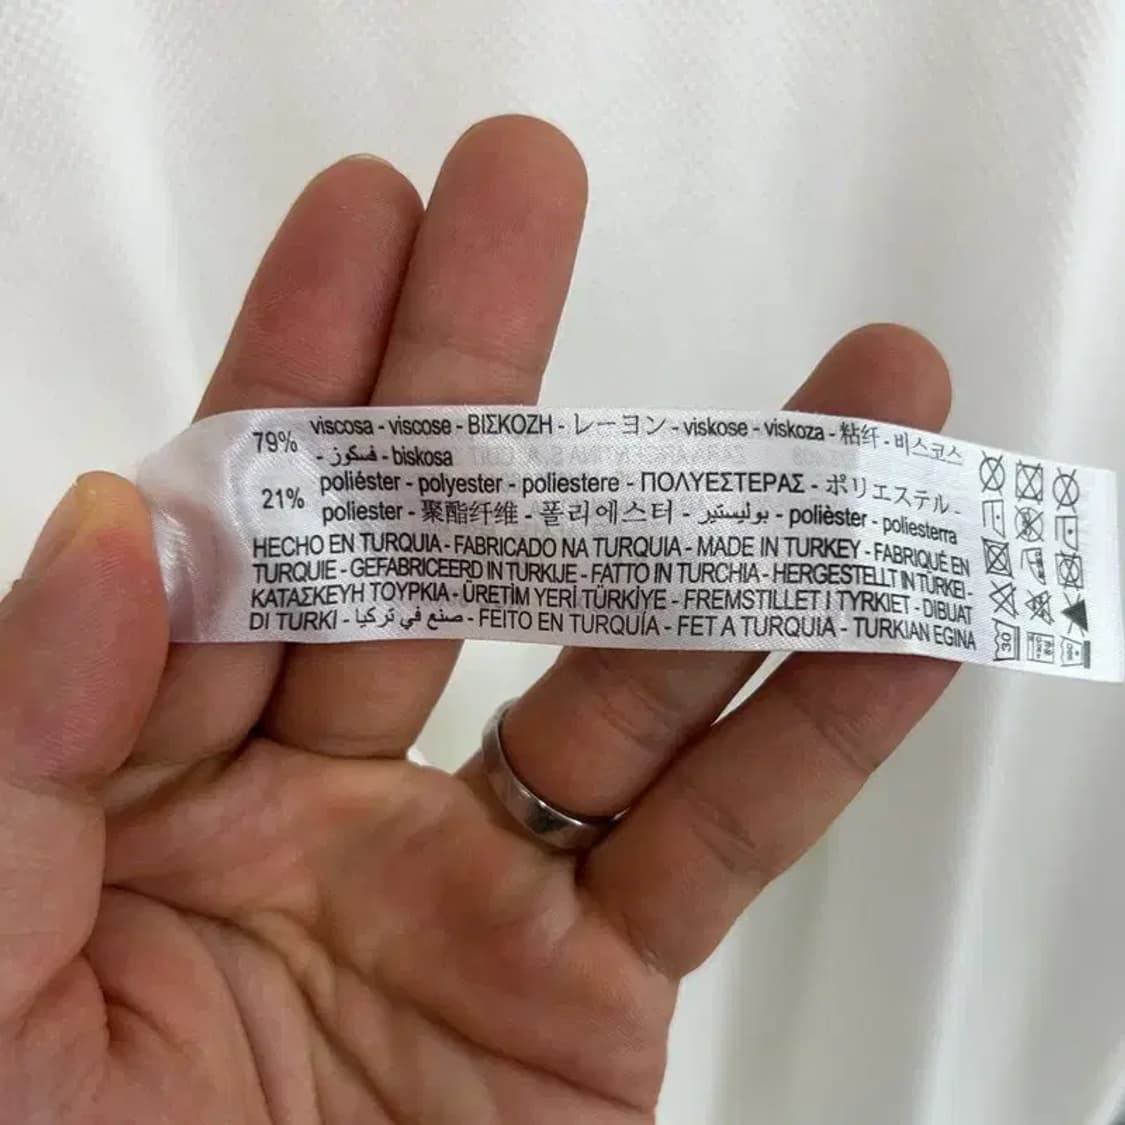 79% viscosa - viscose - ΒΙΣΚΟΖΗ - レーヨン - viskose - viskoza - 粘纤 - 비스코스
- فسكوز - biskosa
21% poliéster - polyester - poliestere - ΠΟΛΥΕΣΤΕΡΑΣ - ポリエステル -
poliester - 聚酯纤维 - 폴리에스터 - بوليستير - polièster - poliesterra
HECHO EN TURQUIA - FABRICADO NA TURQUIA - MADE IN TURKEY - FABRIQUÉ EN
TURQUIE - GEFABRICEERD IN TURKIJE - FATTO IN TURCHIA - HERGESTELLT IN TÜRKEI -
ΚΑΤΑΣΚΕΥΗ ΤΟΥΡΚΙΑ - ÜRETİM YERİ TÜRKİYE - FREMSTILLET I TYRKIET - DIBUAT
DI TURKI - صنع في تركيا - FEITO EN TURQUÍA - FET A TURQUIA - TURKIAN EGINA
30